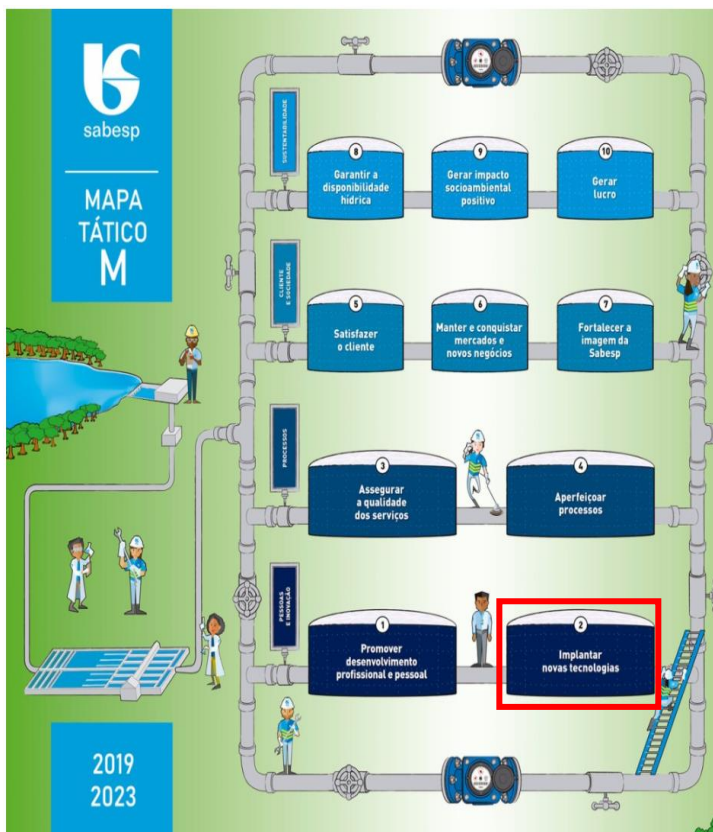 sabesp
MAPA
TÁTICO
M
SUSTENTABILIDADE
8
Garantir a
disponibilidade
hídrica
9
Gerar impacto
socioambiental
positivo
10
Gerar
lucro
CLIENTE
E SOCIEDADE
5
Satisfazer
o cliente
6
Manter e conquistar
mercados e
novos negócios
7
Fortalecer a
imagem da
Sabesp
PROCESSOS
3
Assegurar
a qualidade
dos serviços
4
Aperfeiçoar
processos
PESSOAS
E INOVAÇÃO
1
Promover
desenvolvimento
profissional e pessoal
2
Implantar
novas tecnologias
2019
2023